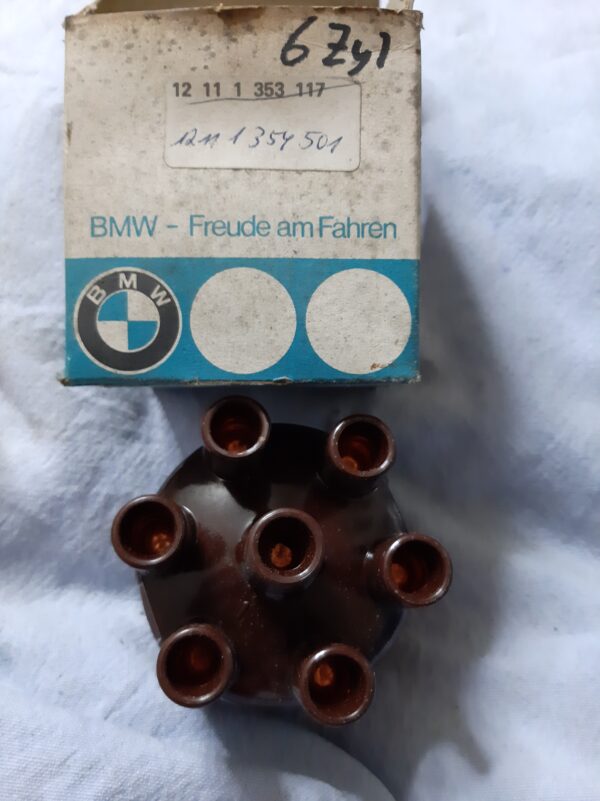 6 Zyl
12 11 1 353 117
12 11 1 354 501
BMW - Freude am Fahren
BMW